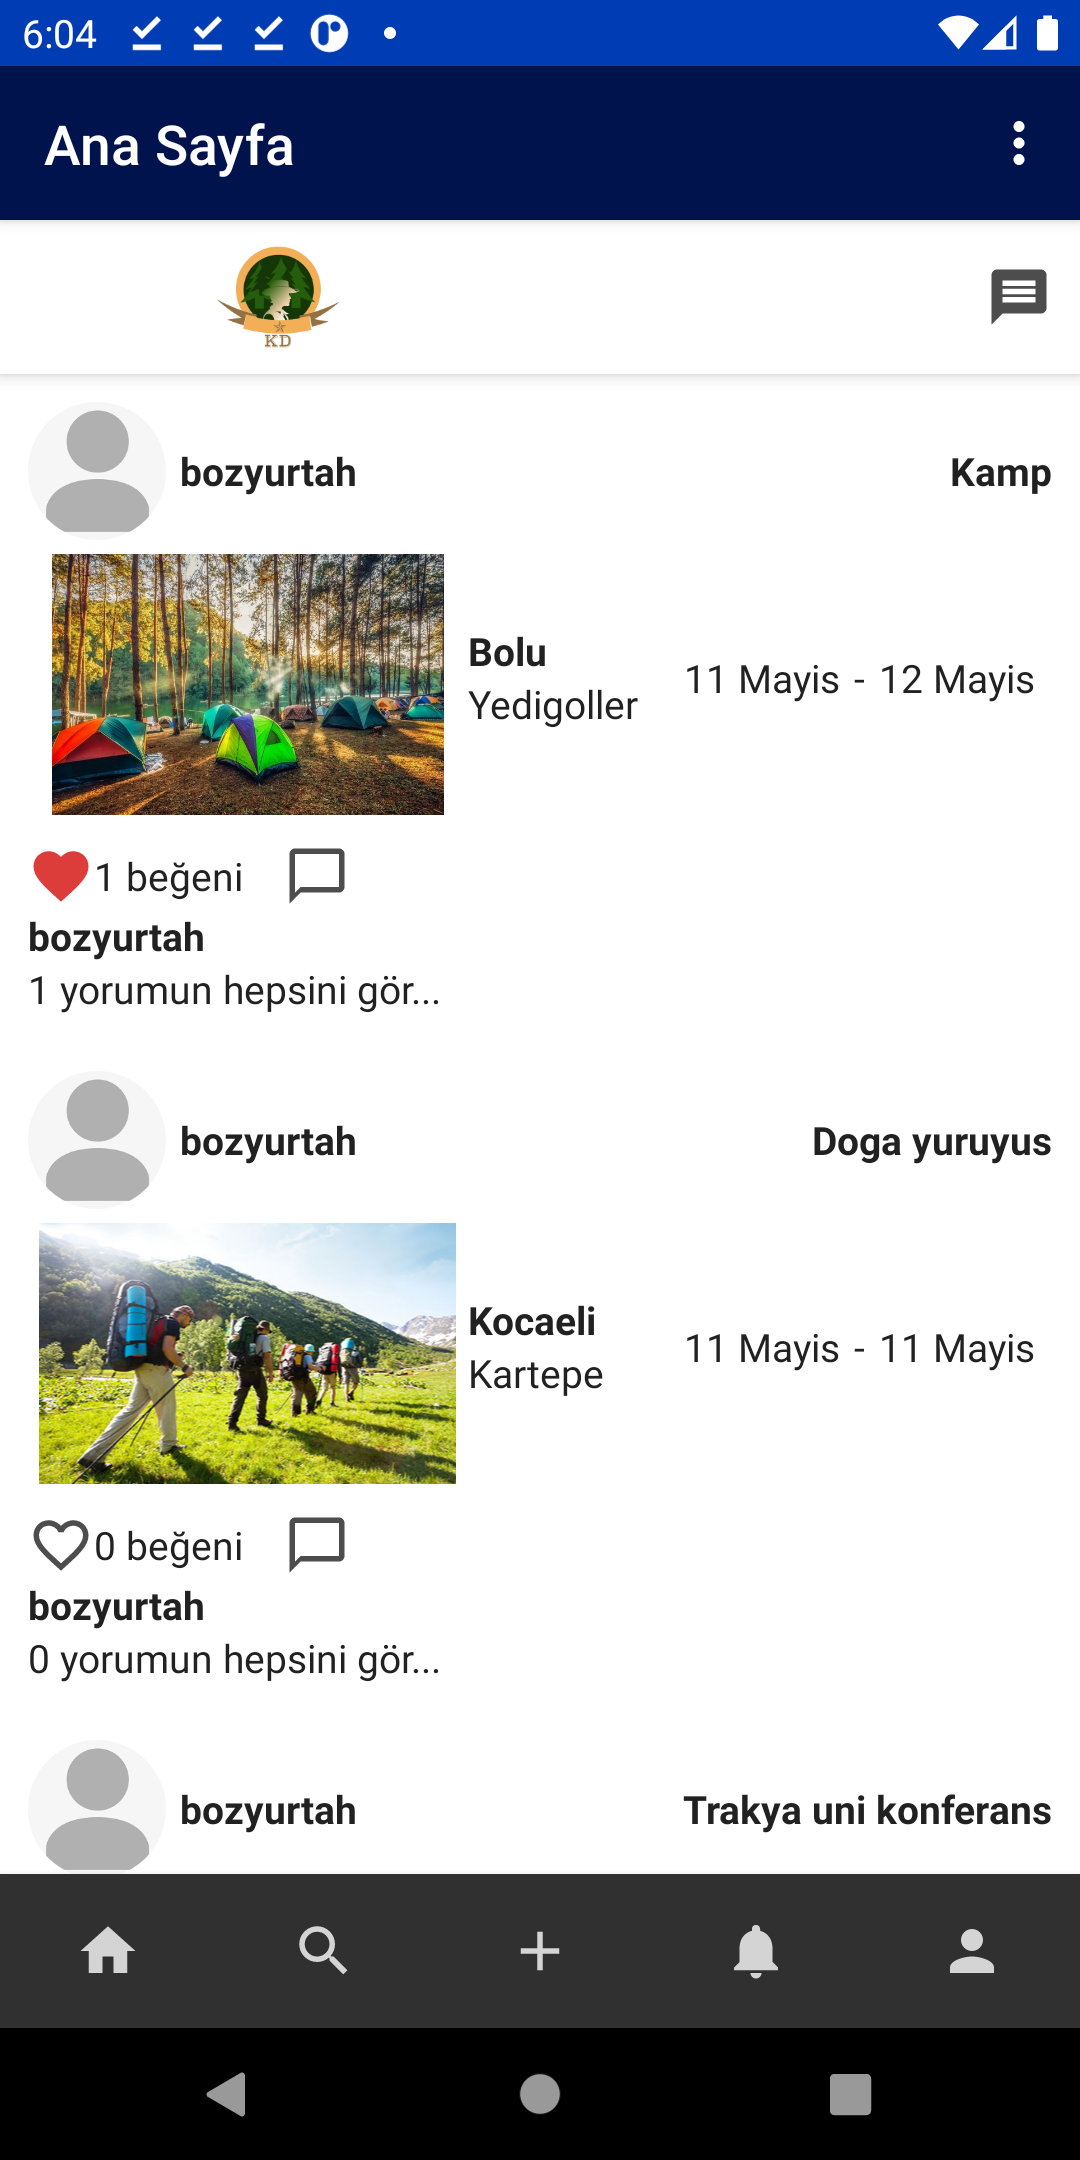 6:04
Ana Sayfa
KD
bozyurtah
Kamp
Bolu
Yedigoller
11 Mayis - 12 Mayis
1 beğeni
bozyurtah
1 yorumun hepsini gör...
bozyurtah
Doga yuruyus
Kocaeli
Kartepe
11 Mayis - 11 Mayis
0 beğeni
bozyurtah
0 yorumun hepsini gör...
bozyurtah
Trakya uni konferans